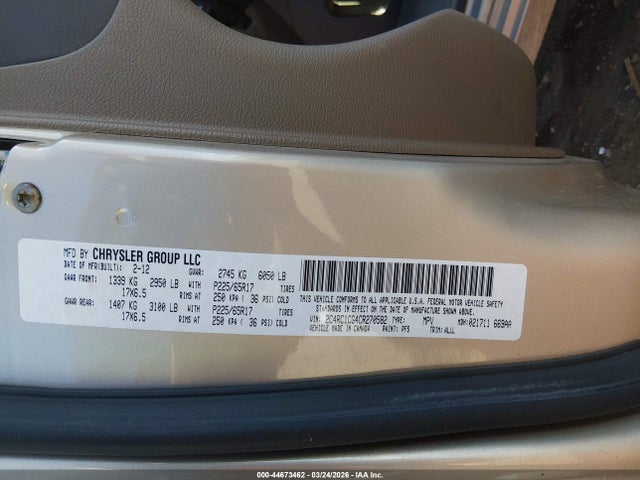 MFD BY CHRYSLER GROUP LLC
DATE OF MFR(BUILT): 2-12 GVWR: 2745 KG 6050 LB
GAWR FRONT: 1339 KG 2950 LB P225/65R17 TIRES
17X6.5 RIMS AT 250 KPA ( 36 PSI) COLD
GAWR REAR: 1407 KG 3100 LB P225/65R17 TIRES
17X6.5 RIMS AT 250 KPA ( 36 PSI) COLD
THIS VEHICLE CONFORMS TO ALL APPLICABLE U.S.A. FEDERAL MOTOR VEHICLE SAFETY
STANDARDS IN EFFECT ON THE DATE OF MANUFACTURE SHOWN ABOVE.
VIN: 2C4RC1CG4CR270582 TYPE: MPV MDH:021711 669AA
VEHICLE MADE IN CANADA PAINT: PFS TRIM: ALLL
000-44673462 | 03/24/2026 | IAA Inc.